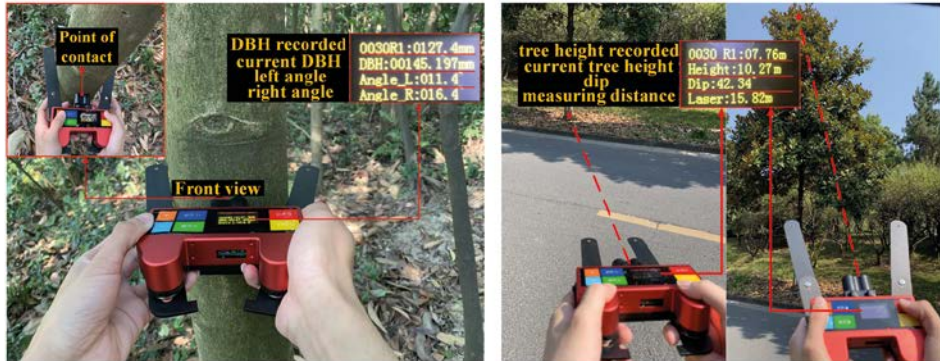 Point of
contact
DBH recorded
current DBH
left angle
right angle
0030R1:0127.4mm
DBH:00145.197mm
Angle_L:011.4°
Angle_R:016.4
Front view
tree height recorded
current tree height
dip
measuring distance
0030 R1:07.76m
Height:10.27m
Dip:42.34
Laser:15.82m